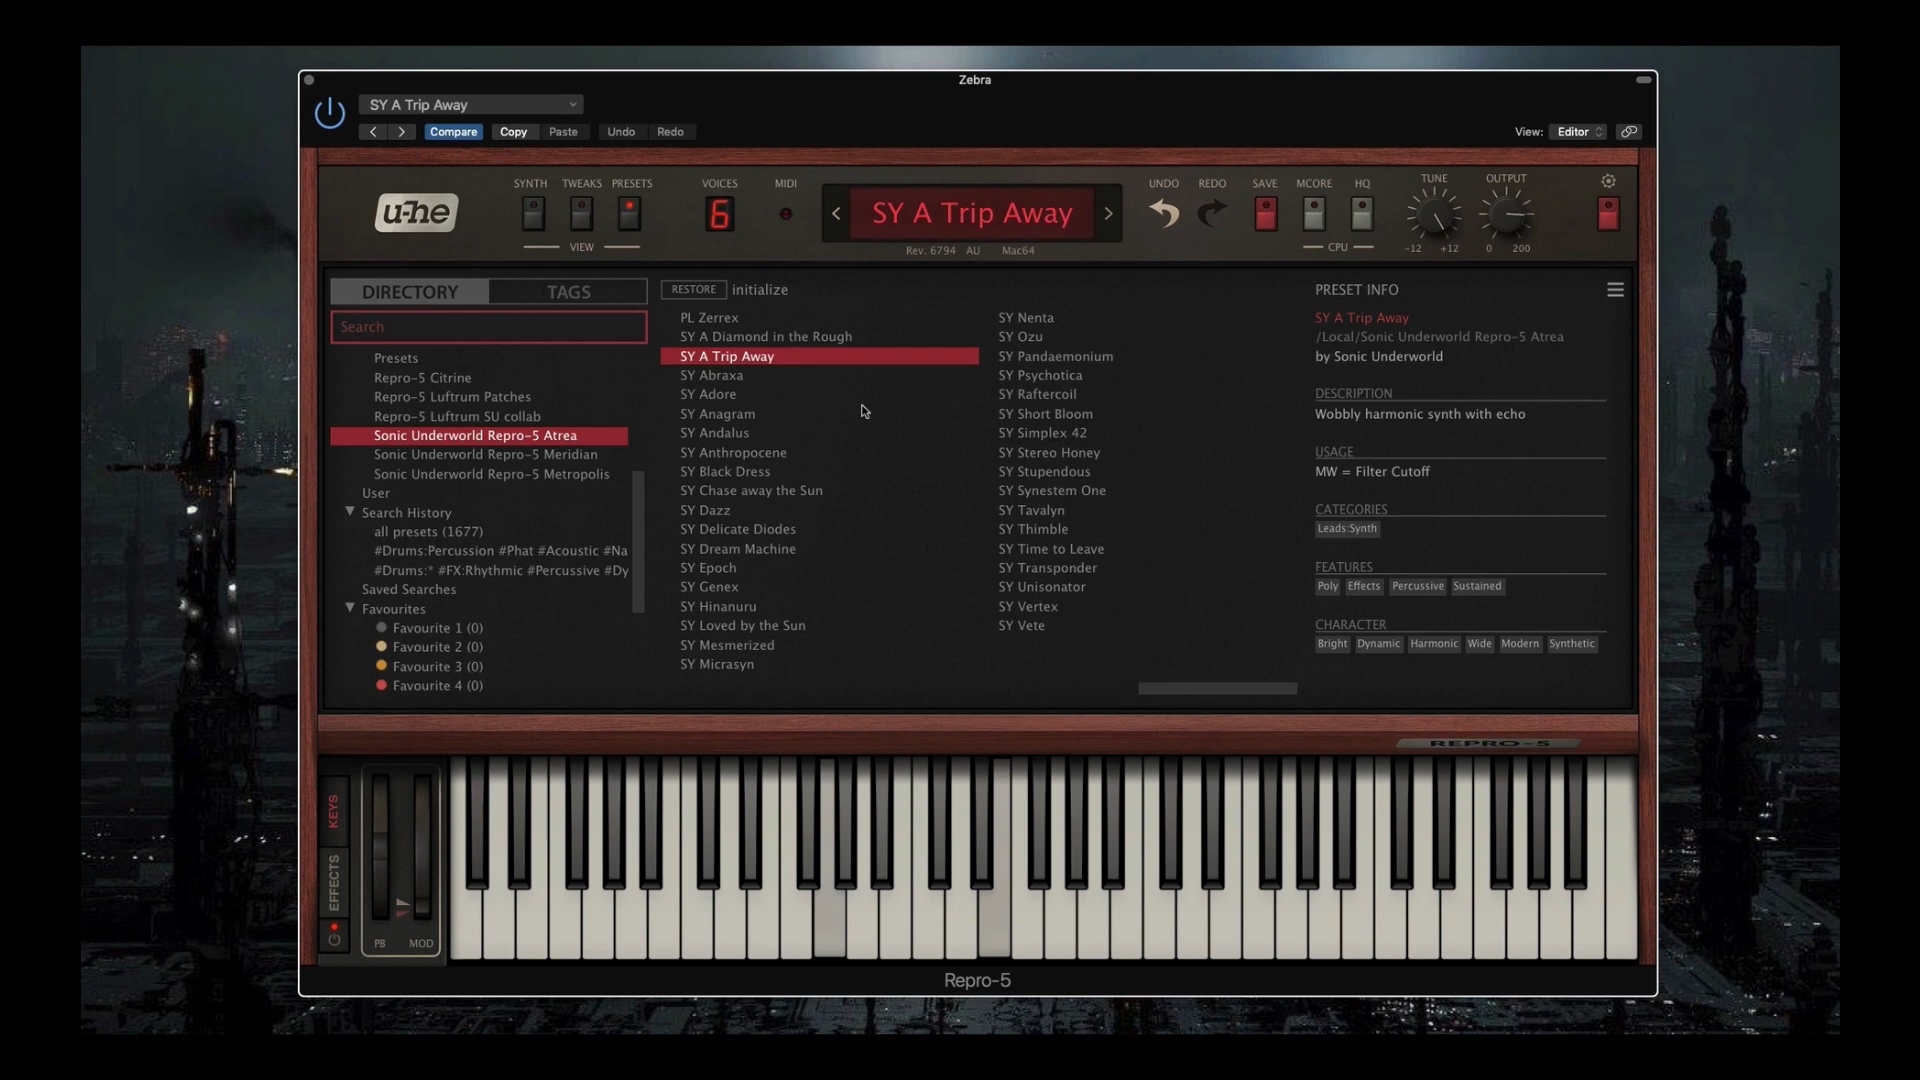 Zebra
SY A Trip Away
Compare
Copy
Paste
Undo
Redo
View:
Editor
u-he
SYNTH
TWEAKS
PRESETS
VIEW
VOICES
6
MIDI
SY A Trip Away
Rev. 6794 AU Mac64
UNDO
REDO
SAVE
MCORE
HQ
CPU
TUNE
-12 +12
OUTPUT
0 200
DIRECTORY
TAGS
Search
Presets
Repro-5 Citrine
Repro-5 Luftrum Patches
Repro-5 Luftrum SU collab
Sonic Underworld Repro-5 Atrea
Sonic Underworld Repro-5 Meridian
Sonic Underworld Repro-5 Metropolis
User
Search History
all presets (1677)
#Drums:Percussion #Phat #Acoustic #Na
#Drums:* #FX:Rhythmic #Percussive #Dy
Saved Searches
Favourites
Favourite 1 (0)
Favourite 2 (0)
Favourite 3 (0)
Favourite 4 (0)
RESTORE
initialize
PL Zerrex
SY A Diamond in the Rough
SY A Trip Away
SY Abraxa
SY Adore
SY Anagram
SY Andalus
SY Anthropocene
SY Black Dress
SY Chase away the Sun
SY Dazz
SY Delicate Diodes
SY Dream Machine
SY Epoch
SY Genex
SY Hinanuru
SY Loved by the Sun
SY Mesmerized
SY Micrasyn
SY Nenta
SY Ozu
SY Pandaemonium
SY Psychotica
SY Raftercoil
SY Short Bloom
SY Simplex 42
SY Stereo Honey
SY Stupendous
SY Synestem One
SY Tavalyn
SY Thimble
SY Time to Leave
SY Transponder
SY Unisonator
SY Vertex
SY Vete
PRESET INFO
SY A Trip Away
/Local/Sonic Underworld Repro-5 Atrea
by Sonic Underworld
DESCRIPTION
Wobbly harmonic synth with echo
USAGE
MW = Filter Cutoff
CATEGORIES
Leads:Synth
FEATURES
Poly Effects Percussive Sustained
CHARACTER
Bright Dynamic Harmonic Wide Modern Synthetic
REPRO-5
KEYS
EFFECTS
PB
MOD
Repro-5